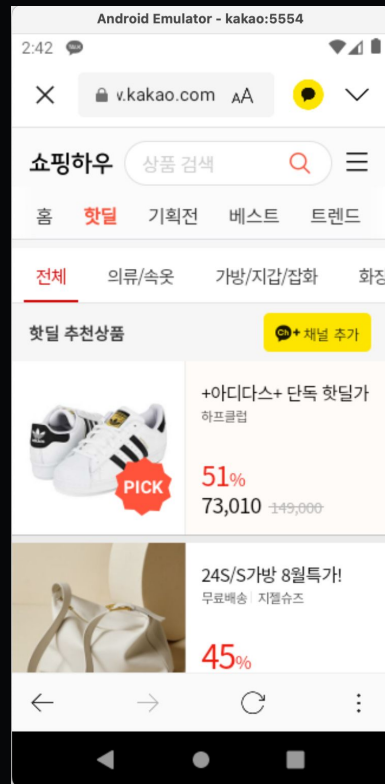 Android Emulator - kakao:5554
2:42
v.kakao.com AA
쇼핑하우 상품 검색
홈 핫딜 기획전 베스트 트렌드
전체 의류/속옷 가방/지갑/잡화 화장
핫딜 추천상품 Ch+ 채널 추가
+아디다스+ 단독 핫딜가
하프클럽
PICK
51%
73,010 149,000
24S/S가방 8월특가!
무료배송 지젤슈즈
45%